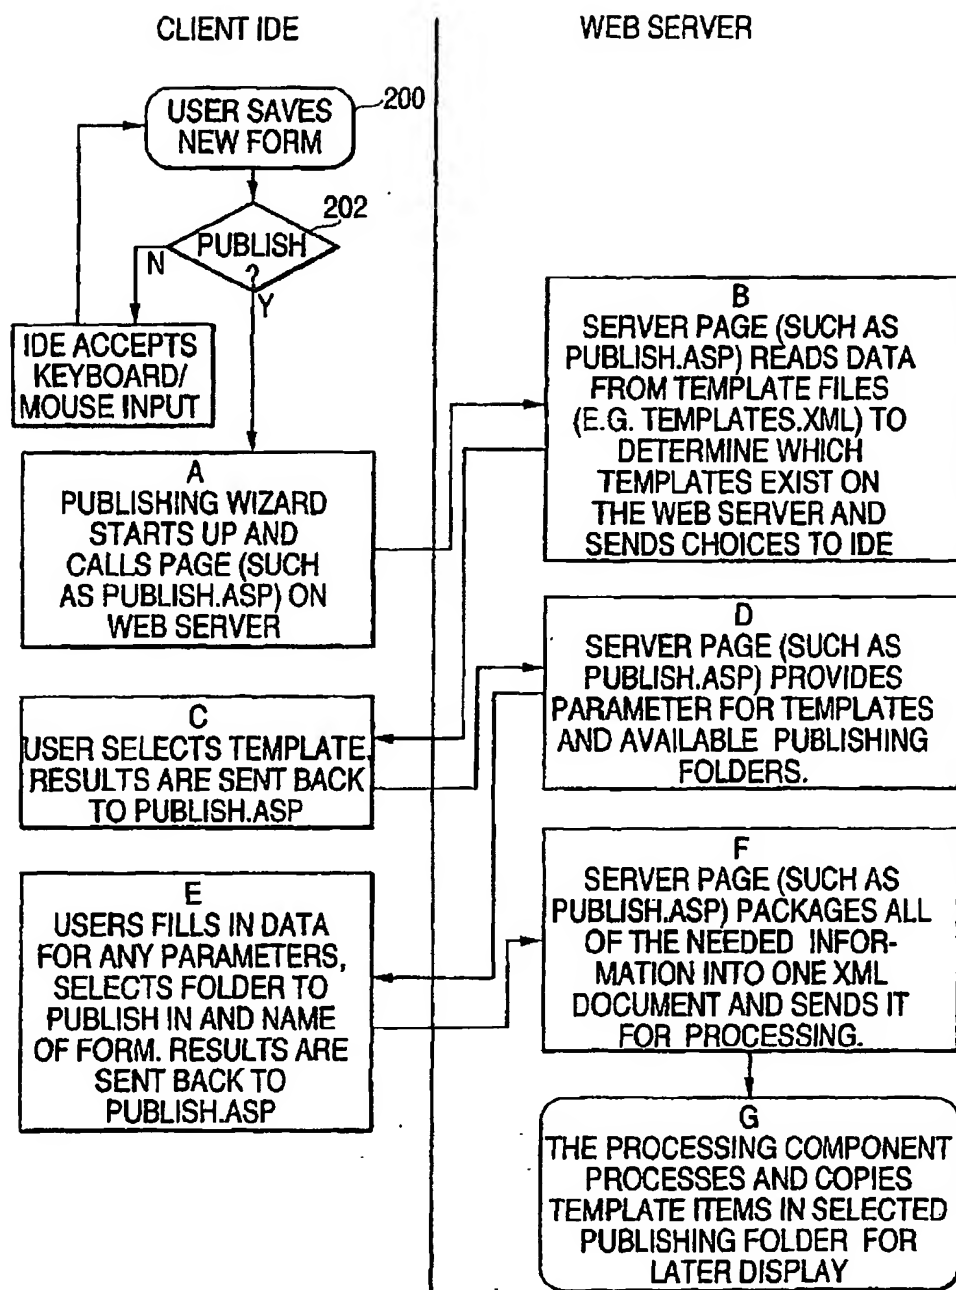 CLIENT IDE
WEB SERVER
USER SAVES
NEW FORM
200
202
PUBLISH
?
N
Y
IDE ACCEPTS
KEYBOARD/
MOUSE INPUT
A
PUBLISHING WIZARD
STARTS UP AND
CALLS PAGE (SUCH
AS PUBLISH.ASP) ON
WEB SERVER
B
SERVER PAGE (SUCH AS
PUBLISH.ASP) READS DATA
FROM TEMPLATE FILES
(E.G. TEMPLATES.XML) TO
DETERMINE WHICH
TEMPLATES EXIST ON
THE WEB SERVER AND
SENDS CHOICES TO IDE
C
USER SELECTS TEMPLATE.
RESULTS ARE SENT BACK
TO PUBLISH.ASP
D
SERVER PAGE (SUCH AS
PUBLISH.ASP) PROVIDES
PARAMETER FOR TEMPLATES
AND AVAILABLE PUBLISHING
FOLDERS.
E
USERS FILLS IN DATA
FOR ANY PARAMETERS,
SELECTS FOLDER TO
PUBLISH IN AND NAME
OF FORM. RESULTS ARE
SENT BACK TO
PUBLISH.ASP
F
SERVER PAGE (SUCH AS
PUBLISH.ASP) PACKAGES ALL
OF THE NEEDED INFOR-
MATION INTO ONE XML
DOCUMENT AND SENDS IT
FOR PROCESSING.
G
THE PROCESSING COMPONENT
PROCESSES AND COPIES
TEMPLATE ITEMS IN SELECTED
PUBLISHING FOLDER FOR
LATER DISPLAY